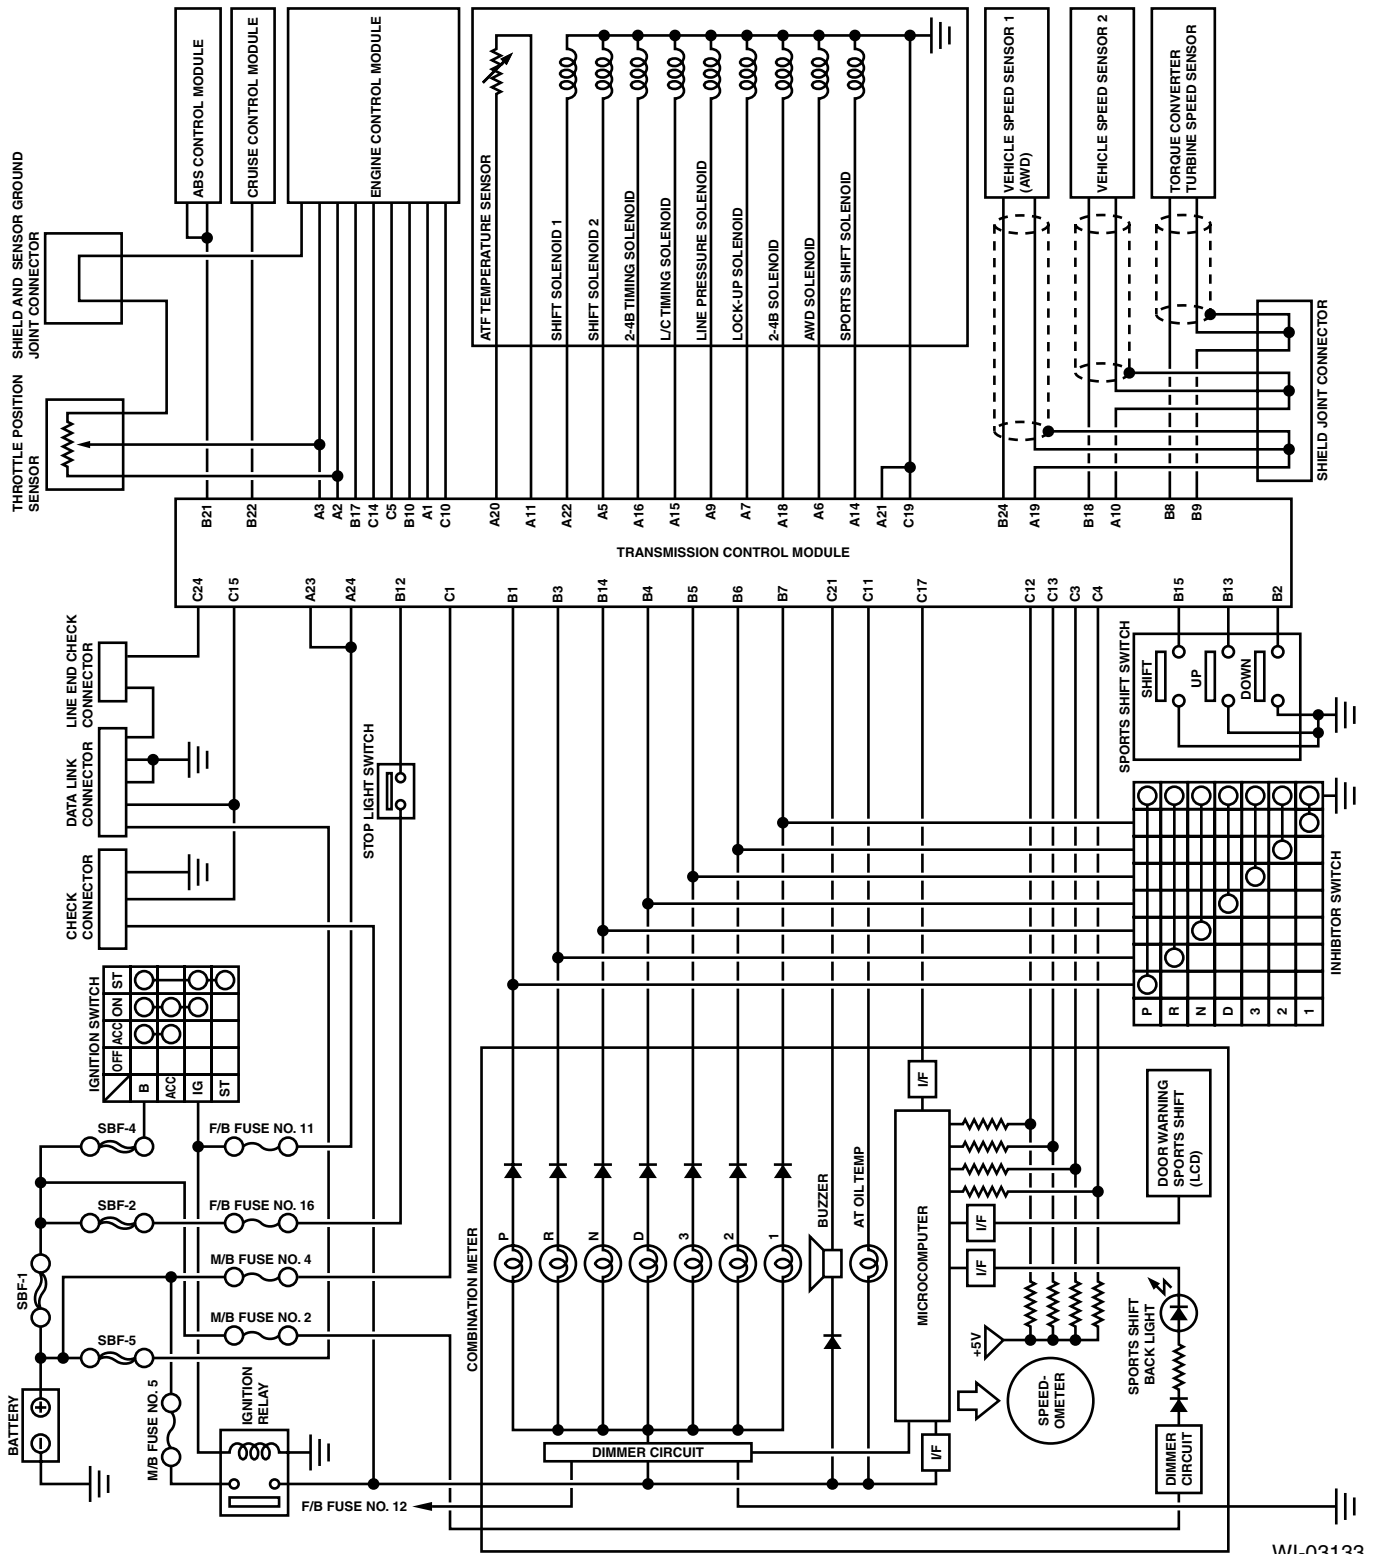 ABS CONTROL MODULE
CRUISE CONTROL MODULE
ENGINE CONTROL MODULE
SHIELD AND SENSOR GROUND
JOINT CONNECTOR
THROTTLE POSITION
SENSOR
ATF TEMPERATURE SENSOR
SHIFT SOLENOID 1
SHIFT SOLENOID 2
2-4B TIMING SOLENOID
L/C TIMING SOLENOID
LINE PRESSURE SOLENOID
LOCK-UP SOLENOID
2-4B SOLENOID
AWD SOLENOID
SPORTS SHIFT SOLENOID
VEHICLE SPEED SENSOR 1
(AWD)
VEHICLE SPEED SENSOR 2
TORQUE CONVERTER
TURBINE SPEED SENSOR
SHIELD JOINT CONNECTOR
B21
B22
A3
A2
B17
C14
C5
B10
A1
C10
A20
A11
A22
A5
A16
A15
A9
A7
A18
A6
A14
A21
C19
B24
A19
B18
A10
B8
B9
TRANSMISSION CONTROL MODULE
C24
C15
A23
A24
B12
C1
B1
B3
B14
B4
B5
B6
B7
C21
C11
C17
C12
C13
C3
C4
B15
B13
B2
LINE END CHECK
CONNECTOR
DATA LINK
CONNECTOR
CHECK
CONNECTOR
STOP LIGHT SWITCH
SPORTS SHIFT SWITCH
SHIFT
UP
DOWN
INHIBITOR SWITCH
P
R
N
D
3
2
1
IGNITION SWITCH
OFF
ACC
ON
ST
B
ACC
IG
ST
SBF-4
F/B FUSE NO. 11
SBF-2
F/B FUSE NO. 16
M/B FUSE NO. 4
SBF-1
M/B FUSE NO. 2
SBF-5
BATTERY
M/B FUSE NO. 5
IGNITION
RELAY
F/B FUSE NO. 12
COMBINATION METER
P
R
N
D
3
2
1
BUZZER
AT OIL TEMP
MICROCOMPUTER
I/F
I/F
I/F
I/F
DOOR WARNING
SPORTS SHIFT
(LCD)
+5V
SPEED-
OMETER
SPORTS SHIFT
BACK LIGHT
DIMMER
CIRCUIT
DIMMER CIRCUIT
WI-03133